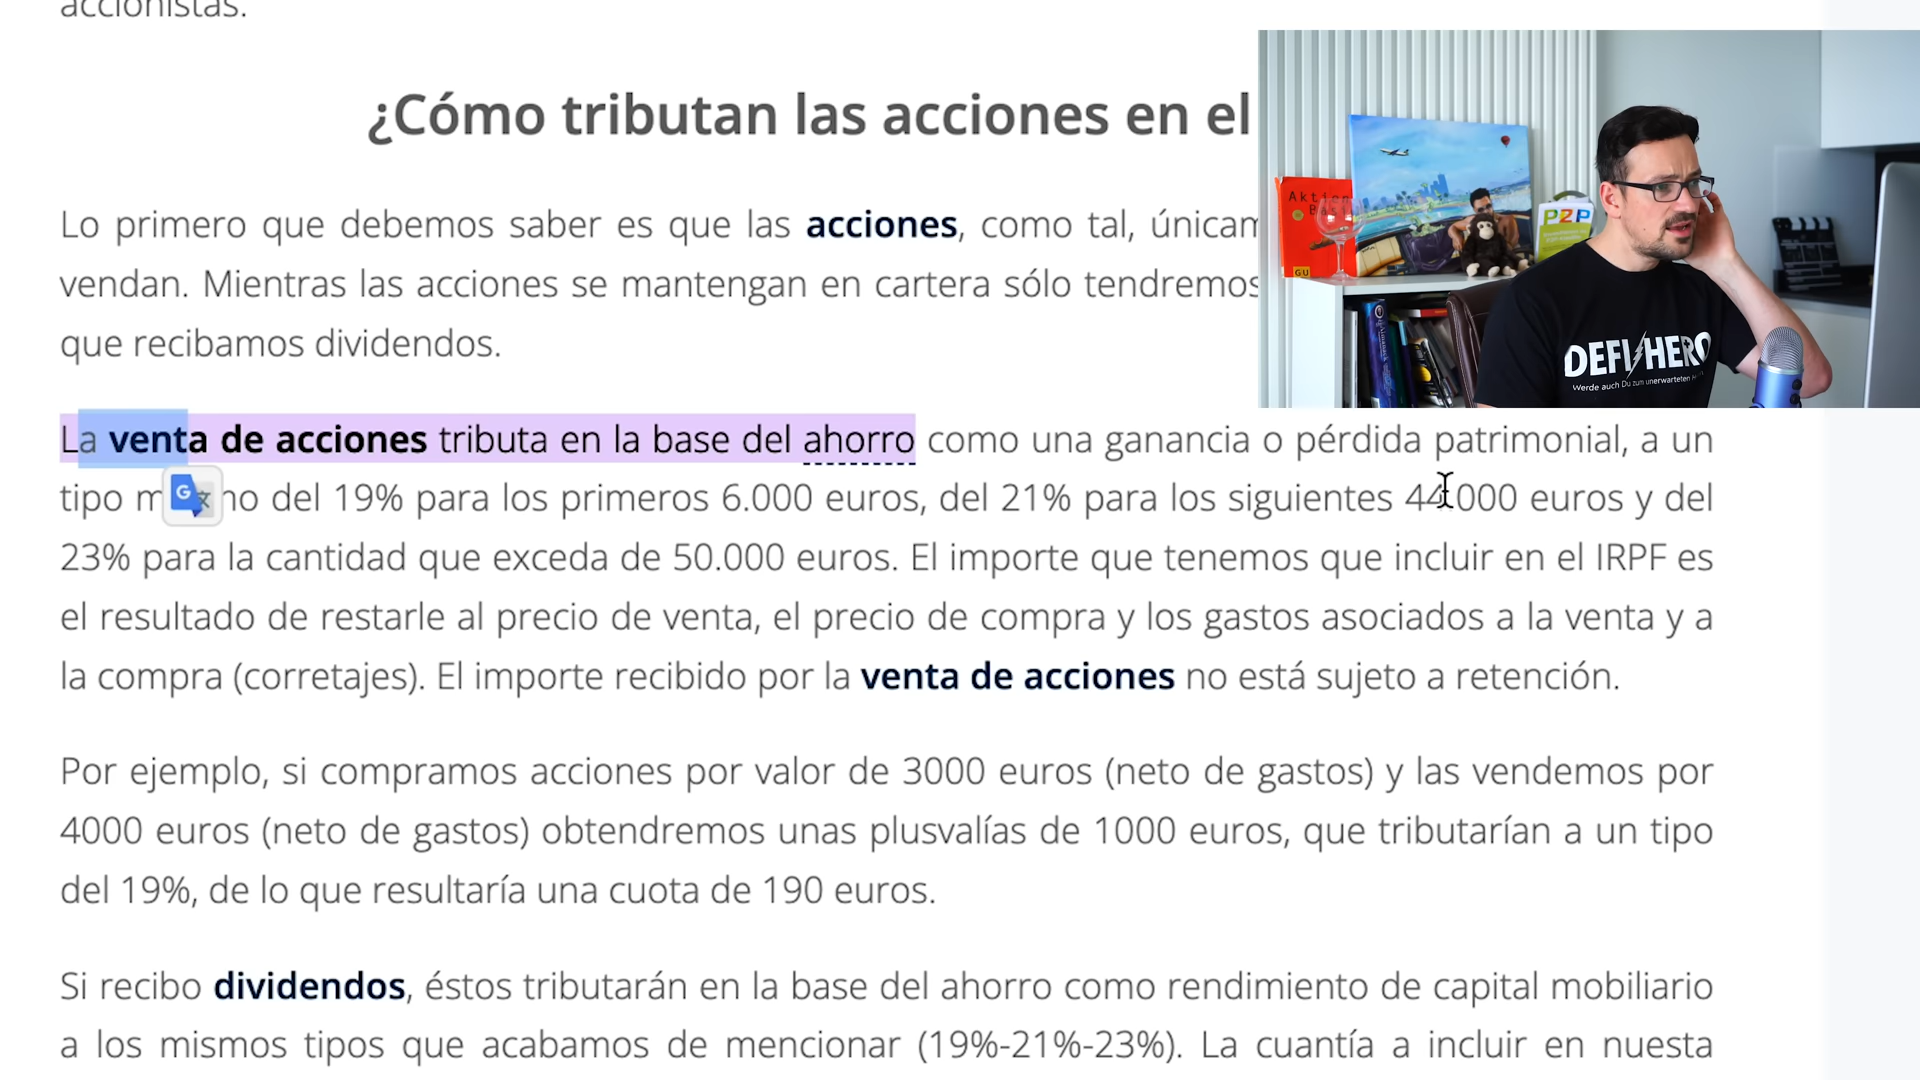 accionistas.
¿Cómo tributan las acciones en el
Lo primero que debemos saber es que las acciones, como tal,
vendan. Mientras las acciones se mantengan en cartera sólo tendremos
que recibamos dividendos.
La venta de acciones tributa en la base del ahorro como una ganancia o pérdida patrimonial, a un
tipo del 19% para los primeros 6.000 euros, del 21% para los siguientes 44.000 euros y del
23% para la cantidad que exceda de 50.000 euros. El importe que tenemos que incluir en el IRPF es
el resultado de restarle al precio de venta, el precio de compra y los gastos asociados a la venta y a
la compra (corretajes). El importe recibido por la venta de acciones no está sujeto a retención.
Por ejemplo, si compramos acciones por valor de 3000 euros (neto de gastos) y las vendemos por
4000 euros (neto de gastos) obtendremos unas plusvalías de 1000 euros, que tributarían a un tipo
del 19%, de lo que resultaría una cuota de 190 euros.
Si recibo dividendos, éstos tributarán en la base del ahorro como rendimiento de capital mobiliario
a los mismos tipos que acabamos de mencionar (19%-21%-23%). La cuantía a incluir en nuesta
P2P
GU
DEFI HERO
Werde auch Du zum unerwarteten